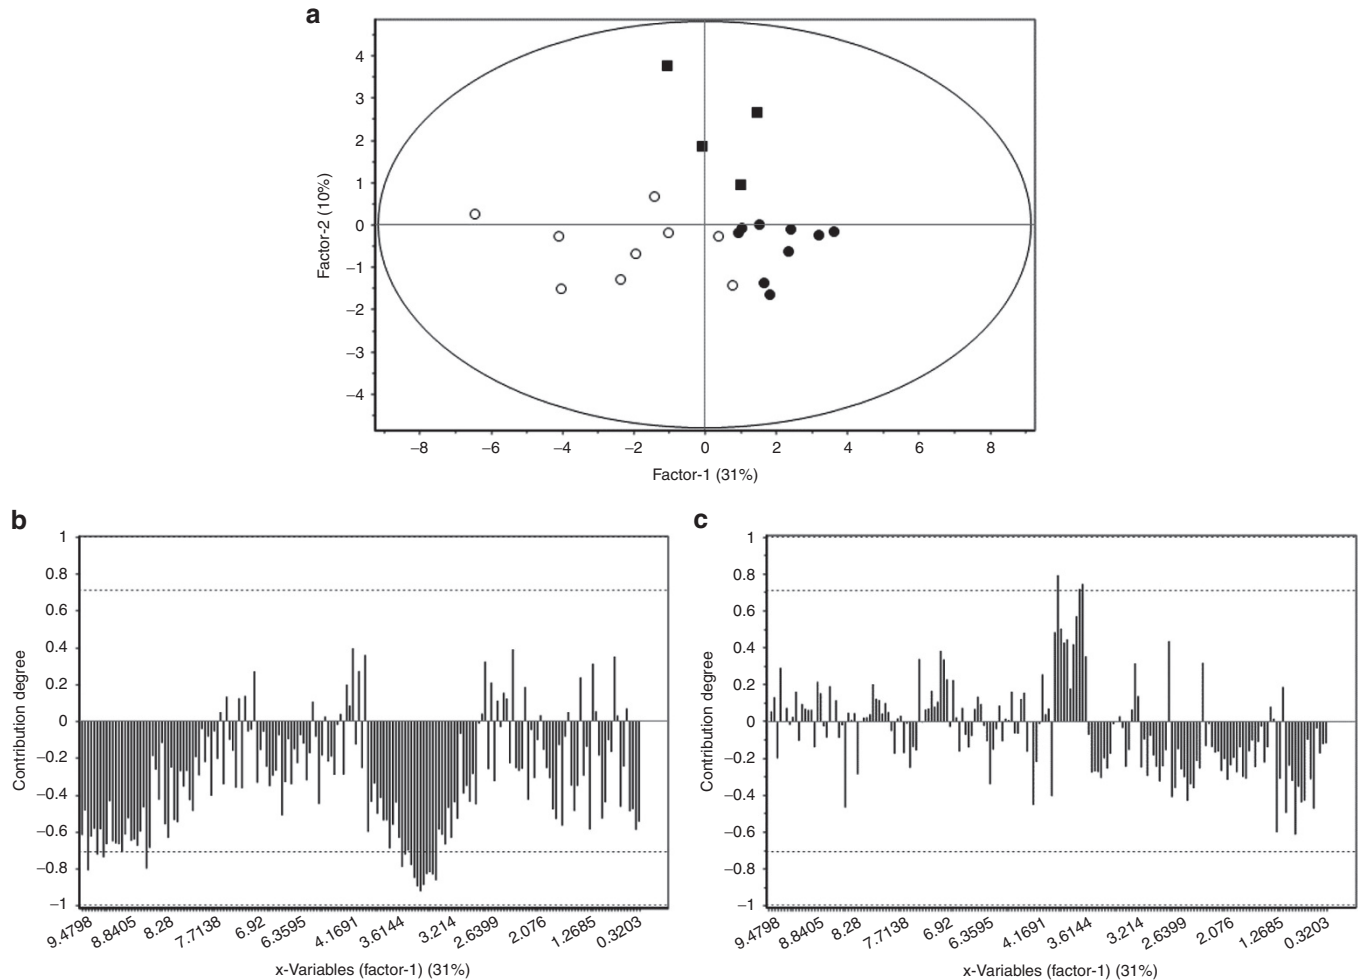 a
4
3
2
1
0
−1
−2
−3
−4
Factor-2 (10%)
−8 −6 −4 −2 0 2 4 6 8
Factor-1 (31%)
b
1
0.8
0.6
0.4
0.2
0
−0.2
−0.4
−0.6
−0.8
−1
Contribution degree
9.4798 8.8405 8.28 7.7138 6.92 6.3595 4.1691 3.6144 3.214 2.6399 2.076 1.2685 0.3203
x-Variables (factor-1) (31%)
c
1
0.8
0.6
0.4
0.2
0
−0.2
−0.4
−0.6
−0.8
−1
Contribution degree
9.4798 8.8405 8.28 7.7138 6.92 6.3595 4.1691 3.6144 3.214 2.6399 2.076 1.2685 0.3203
x-Variables (factor-1) (31%)